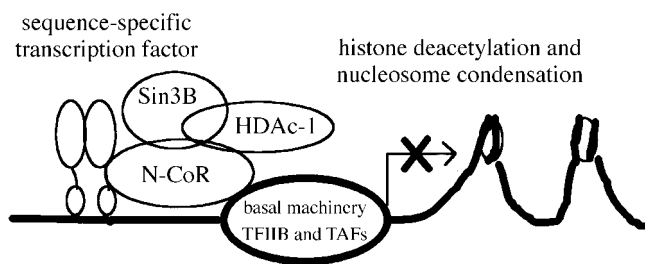 sequence-specific
transcription factor
histone deacetylation and
nucleosome condensation
Sin3B
HDAc-1
N-CoR
basal machinery
TFIIB and TAFs